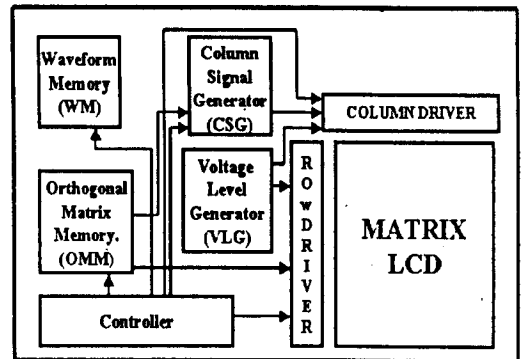 Waveform
Memory
(WM)
Column
Signal
Generator
(CSG)
COLUMN DRIVER
Orthogonal
Matrix
Memory.
(OMM)
Voltage
Level
Generator
(VLG)
ROwDRIVER
MATRIX
LCD
Controller